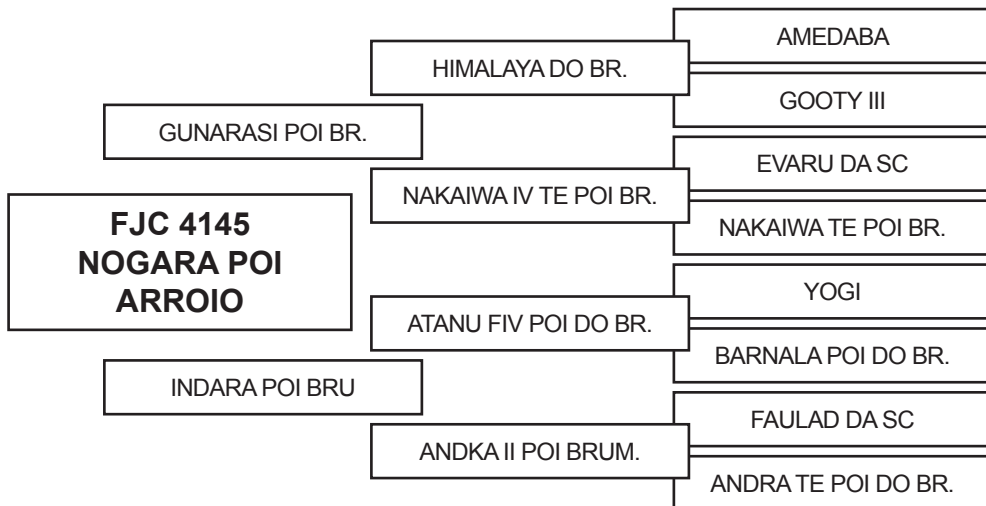 AMEDABA
HIMALAYA DO BR.
GOOTY III
GUNARASI POI BR.
EVARU DA SC
NAKAIWA IV TE POI BR.
NAKAIWA TE POI BR.
FJC 4145
NOGARA POI
ARROIO
YOGI
ATANU FIV POI DO BR.
BARNALA POI DO BR.
INDARA POI BRU
FAULAD DA SC
ANDKA II POI BRUM.
ANDRA TE POI DO BR.